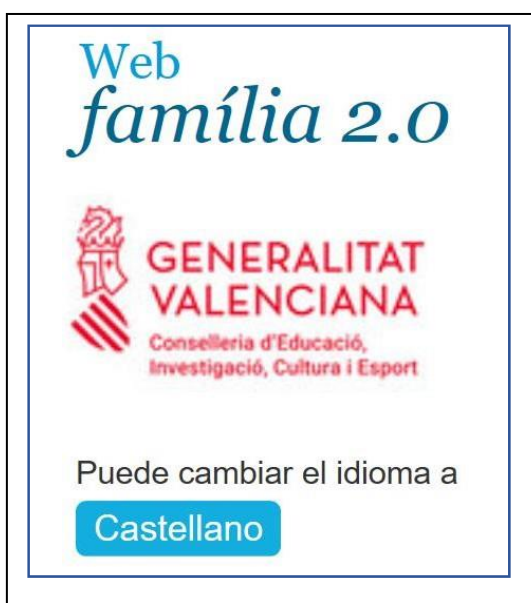 Web
família 2.0
GENERALITAT
VALENCIANA
Conselleria d'Educació,
Investigació, Cultura i Esport
Puede cambiar el idioma a
Castellano